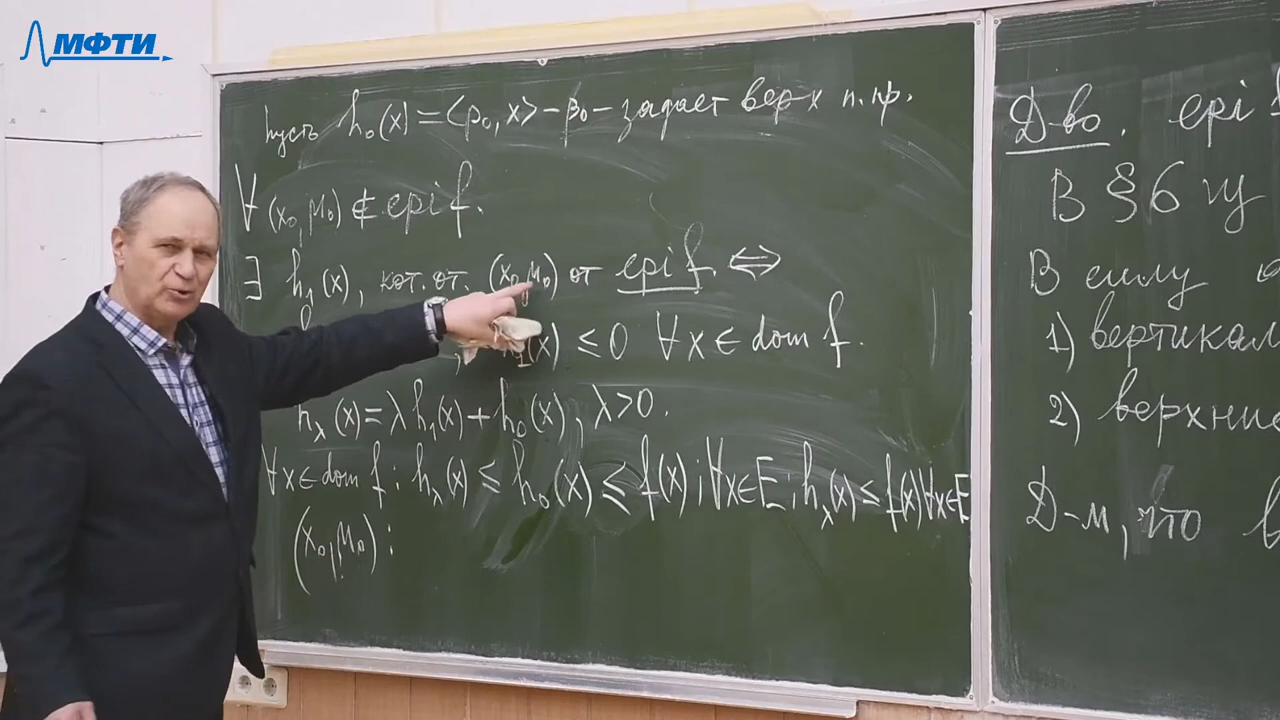 МФТИ
Пусть h₀(x) = <p₀, x> - β₀ - задает верх п. пр.
∀ (x₀, μ₀) ∉ epi f.
∃ h₁(x), кот. от. (x₀, μ₀) от epi f. ⇔
h₁(x) ≤ 0 ∀x ∈ dom f.
h_λ(x) = λh₁(x) + h₀(x), λ>0.
∀x ∈ dom f : h_λ(x) ≤ h₀(x) ≤ f(x) ; ∀x∈E ; h_λ(x) ≤ f(x) ∀x∈E
(x₀, μ₀) :
Д-во. epi
В §6
В силу
1) вертикал
2) верхние
Д-м, что